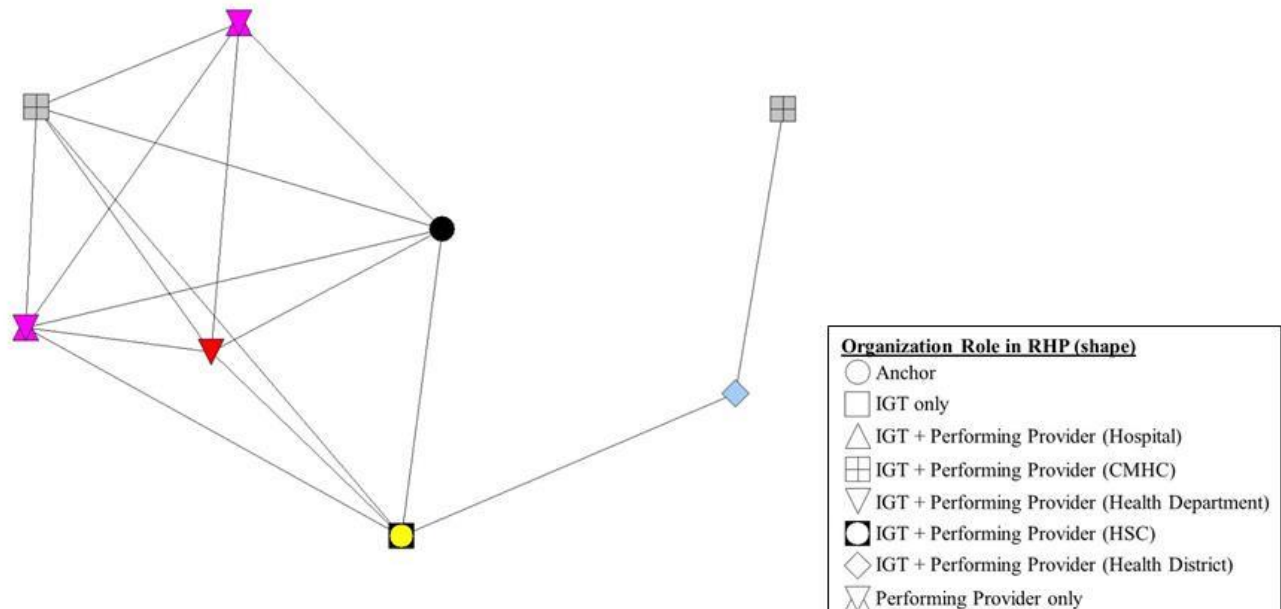 Organization Role in RHP (shape)
Anchor
IGT only
IGT + Performing Provider (Hospital)
IGT + Performing Provider (CMHC)
IGT + Performing Provider (Health Department)
IGT + Performing Provider (HSC)
IGT + Performing Provider (Health District)
Performing Provider only